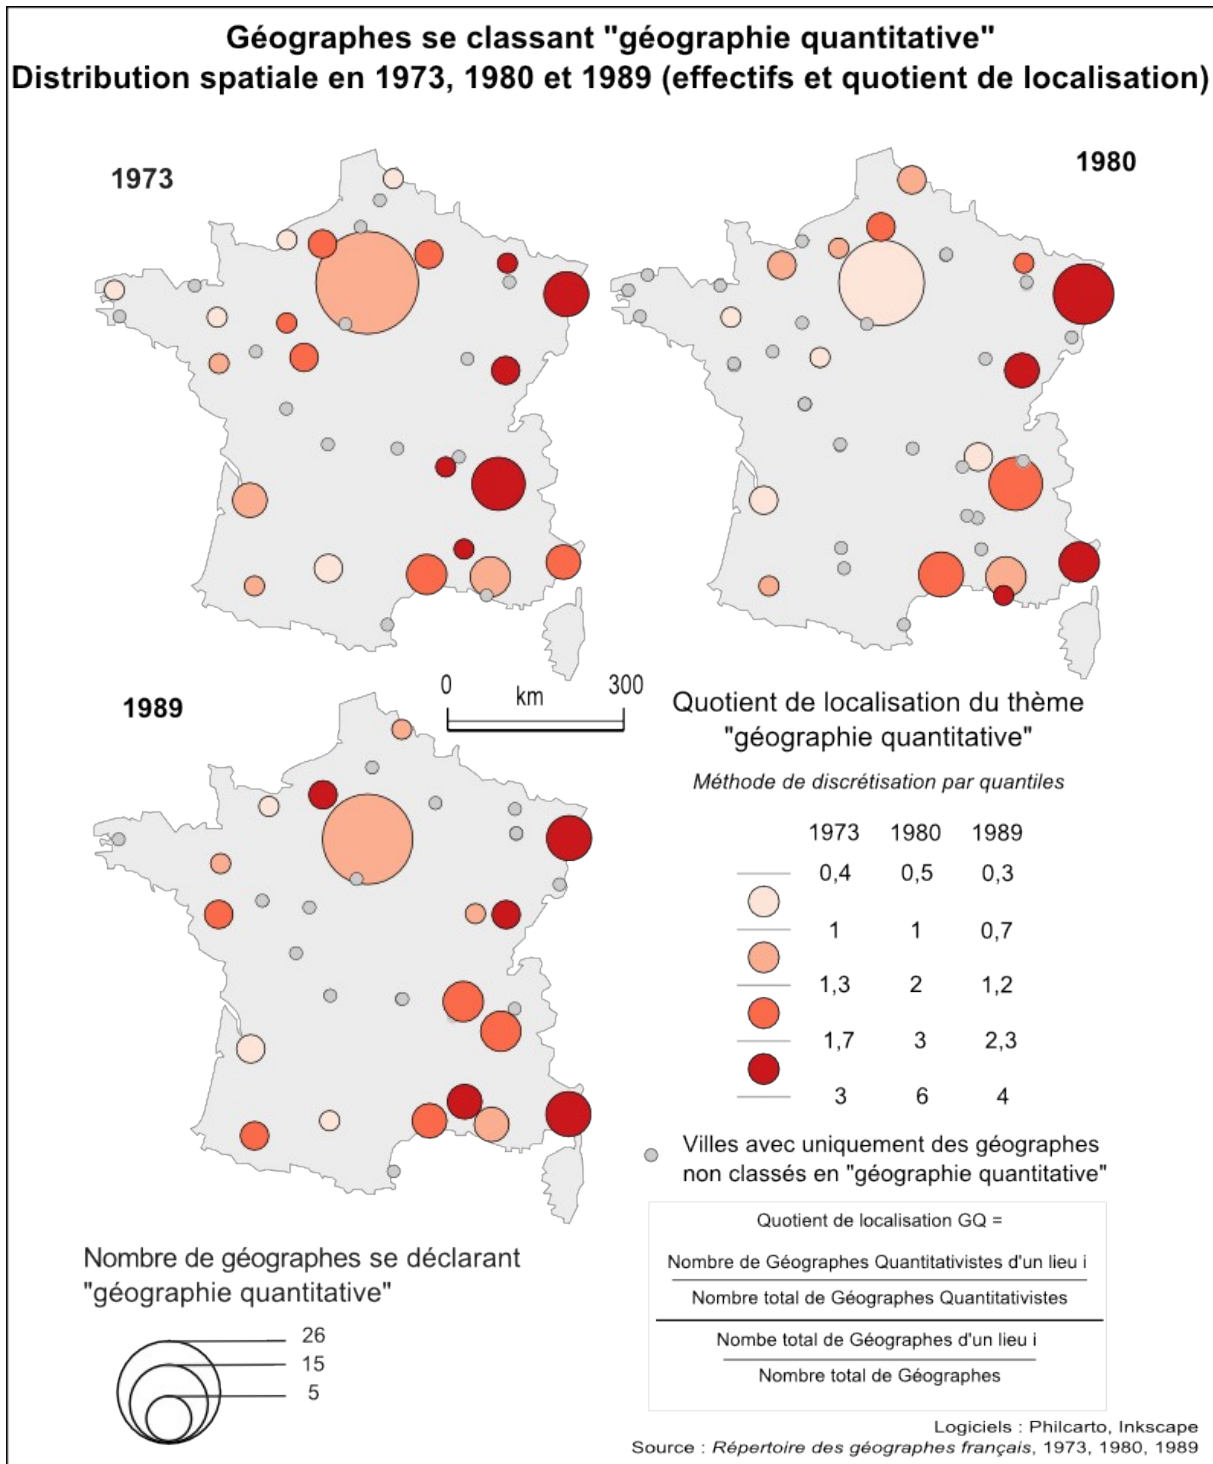 Géographes se classant "géographie quantitative"
Distribution spatiale en 1973, 1980 et 1989 (effectifs et quotient de localisation)
1973
1980
1989
0 300
km
Quotient de localisation du thème
"géographie quantitative"
Méthode de discrétisation par quantiles
1973 1980 1989
0,4 0,5 0,3
1 1 0,7
1,3 2 1,2
1,7 3 2,3
3 6 4
Villes avec uniquement des géographes
non classés en "géographie quantitative"
Quotient de localisation GQ =
Nombre de Géographes Quantitativistes d'un lieu i
Nombre total de Géographes Quantitativistes
Nombe total de Géographes d'un lieu i
Nombre total de Géographes
Nombre de géographes se déclarant
"géographie quantitative"
26
15
5
Logiciels : Philcarto, Inkscape
Source : Répertoire des géographes français, 1973, 1980, 1989